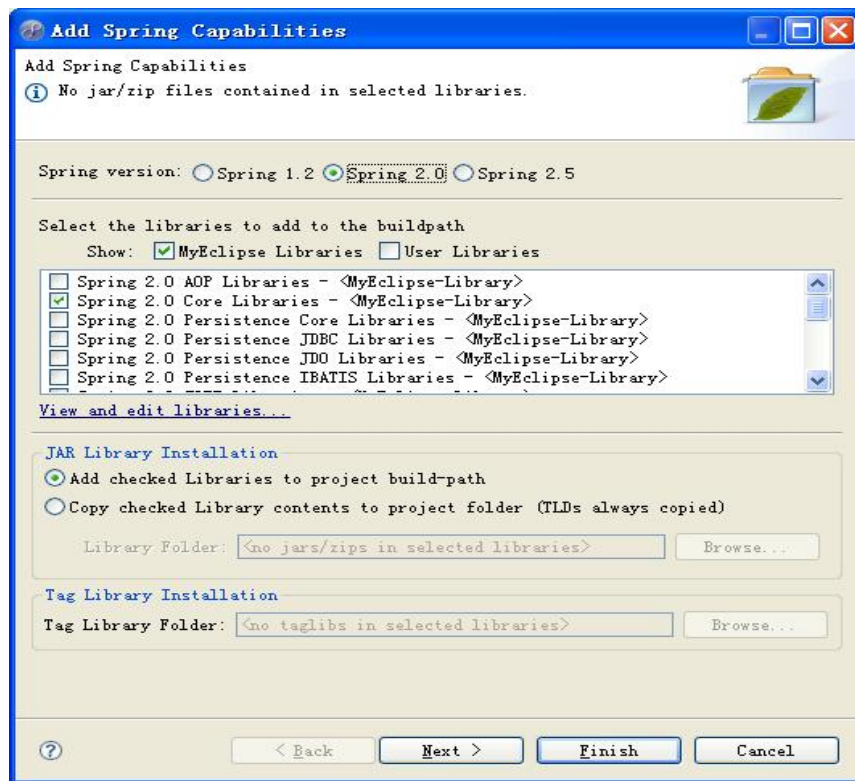 Add Spring Capabilities
Add Spring Capabilities
No jar/zip files contained in selected libraries.
Spring version: Spring 1.2 Spring 2.0 Spring 2.5
Select the libraries to add to the buildpath
Show: MyEclipse Libraries User Libraries
Spring 2.0 AOP Libraries - <MyEclipse-Library>
Spring 2.0 Core Libraries - <MyEclipse-Library>
Spring 2.0 Persistence Core Libraries - <MyEclipse-Library>
Spring 2.0 Persistence JDBC Libraries - <MyEclipse-Library>
Spring 2.0 Persistence JDO Libraries - <MyEclipse-Library>
Spring 2.0 Persistence IBATIS Libraries - <MyEclipse-Library>
View and edit libraries...
JAR Library Installation
Add checked Libraries to project build-path
Copy checked Library contents to project folder (TLDs always copied)
Library Folder: <no jars/zips in selected libraries> Browse...
Tag Library Installation
Tag Library Folder: <no taglibs in selected libraries> Browse...
< Back Next > Finish Cancel